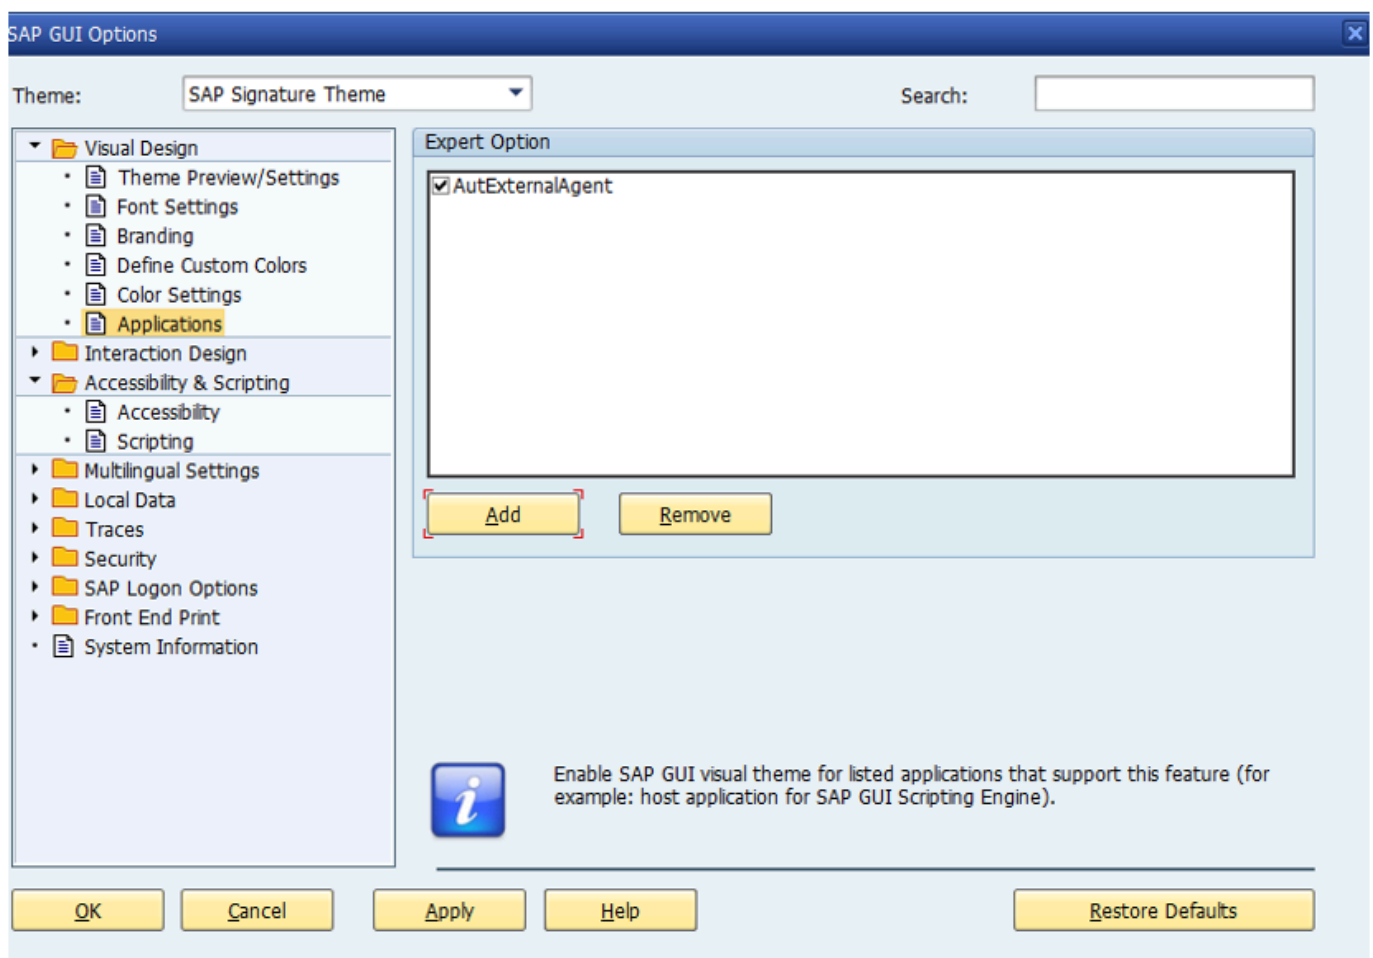 SAP GUI Options
Theme:
SAP Signature Theme
Search:
Visual Design
Theme Preview/Settings
Font Settings
Branding
Define Custom Colors
Color Settings
Applications
Interaction Design
Accessibility & Scripting
Accessibility
Scripting
Multilingual Settings
Local Data
Traces
Security
SAP Logon Options
Front End Print
System Information
Expert Option
AutExternalAgent
Add
Remove
Enable SAP GUI visual theme for listed applications that support this feature (for
example: host application for SAP GUI Scripting Engine).
OK
Cancel
Apply
Help
Restore Defaults